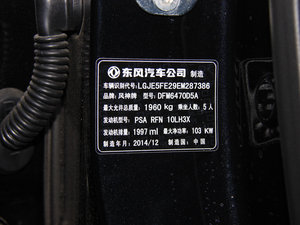 东风汽车公司 制造
车辆识别代号: LGJE5FE29EM287386
品牌: 风神牌 型号: DFM6470D5A
最大允许总质量: 1960 kg 乘坐人数: 5 人
发动机型号: PSA RFN 10LH3X
发动机排量: 1997 ml 最大净功率: 103 KW
制造年月: 2014/12 制造国: 中国